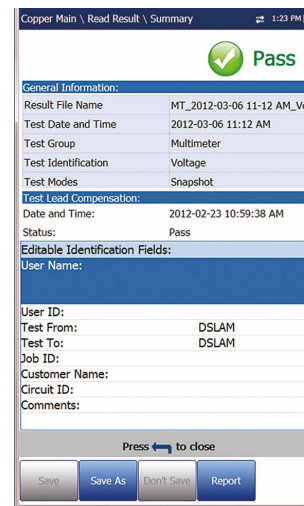 Copper Main \ Read Result \ Summary 1:23 PM
Pass
General Information:
Result File Name MT_2012-03-06 11-12 AM_Vo
Test Date and Time 2012-03-06 11:12 AM
Test Group Multimeter
Test Identification Voltage
Test Modes Snapshot
Test Lead Compensation:
Date and Time: 2012-02-23 10:59:38 AM
Status: Pass
Editable Identification Fields:
User Name:
User ID:
Test From: DSLAM
Test To: DSLAM
Job ID:
Customer Name:
Circuit ID:
Comments:
Press to close
Save Save As Don't Save Report